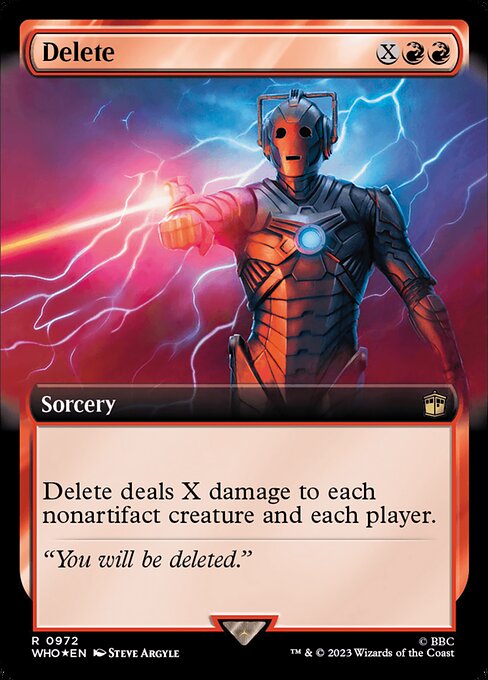 Delete X
Sorcery
Delete deals X damage to each
nonartifact creature and each player.
“You will be deleted.”
R 0972 © BBC
WHO★EN Steve Argyle ™ & © 2023 Wizards of the Coast